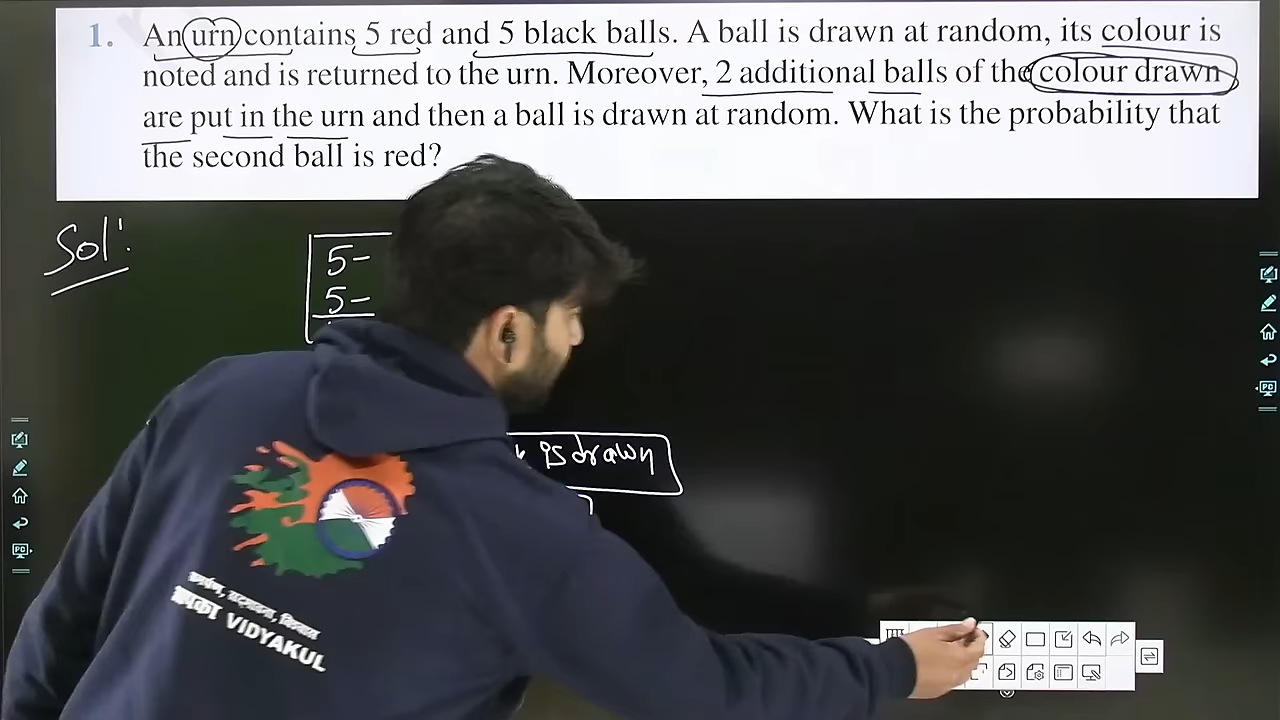 1. An urn contains 5 red and 5 black balls. A ball is drawn at random, its colour is
noted and is returned to the urn. Moreover, 2 additional balls of the colour drawn
are put in the urn and then a ball is drawn at random. What is the probability that
the second ball is red?
Sol!
5-
5-
is drawn
VIDYAKUL
PC
PC